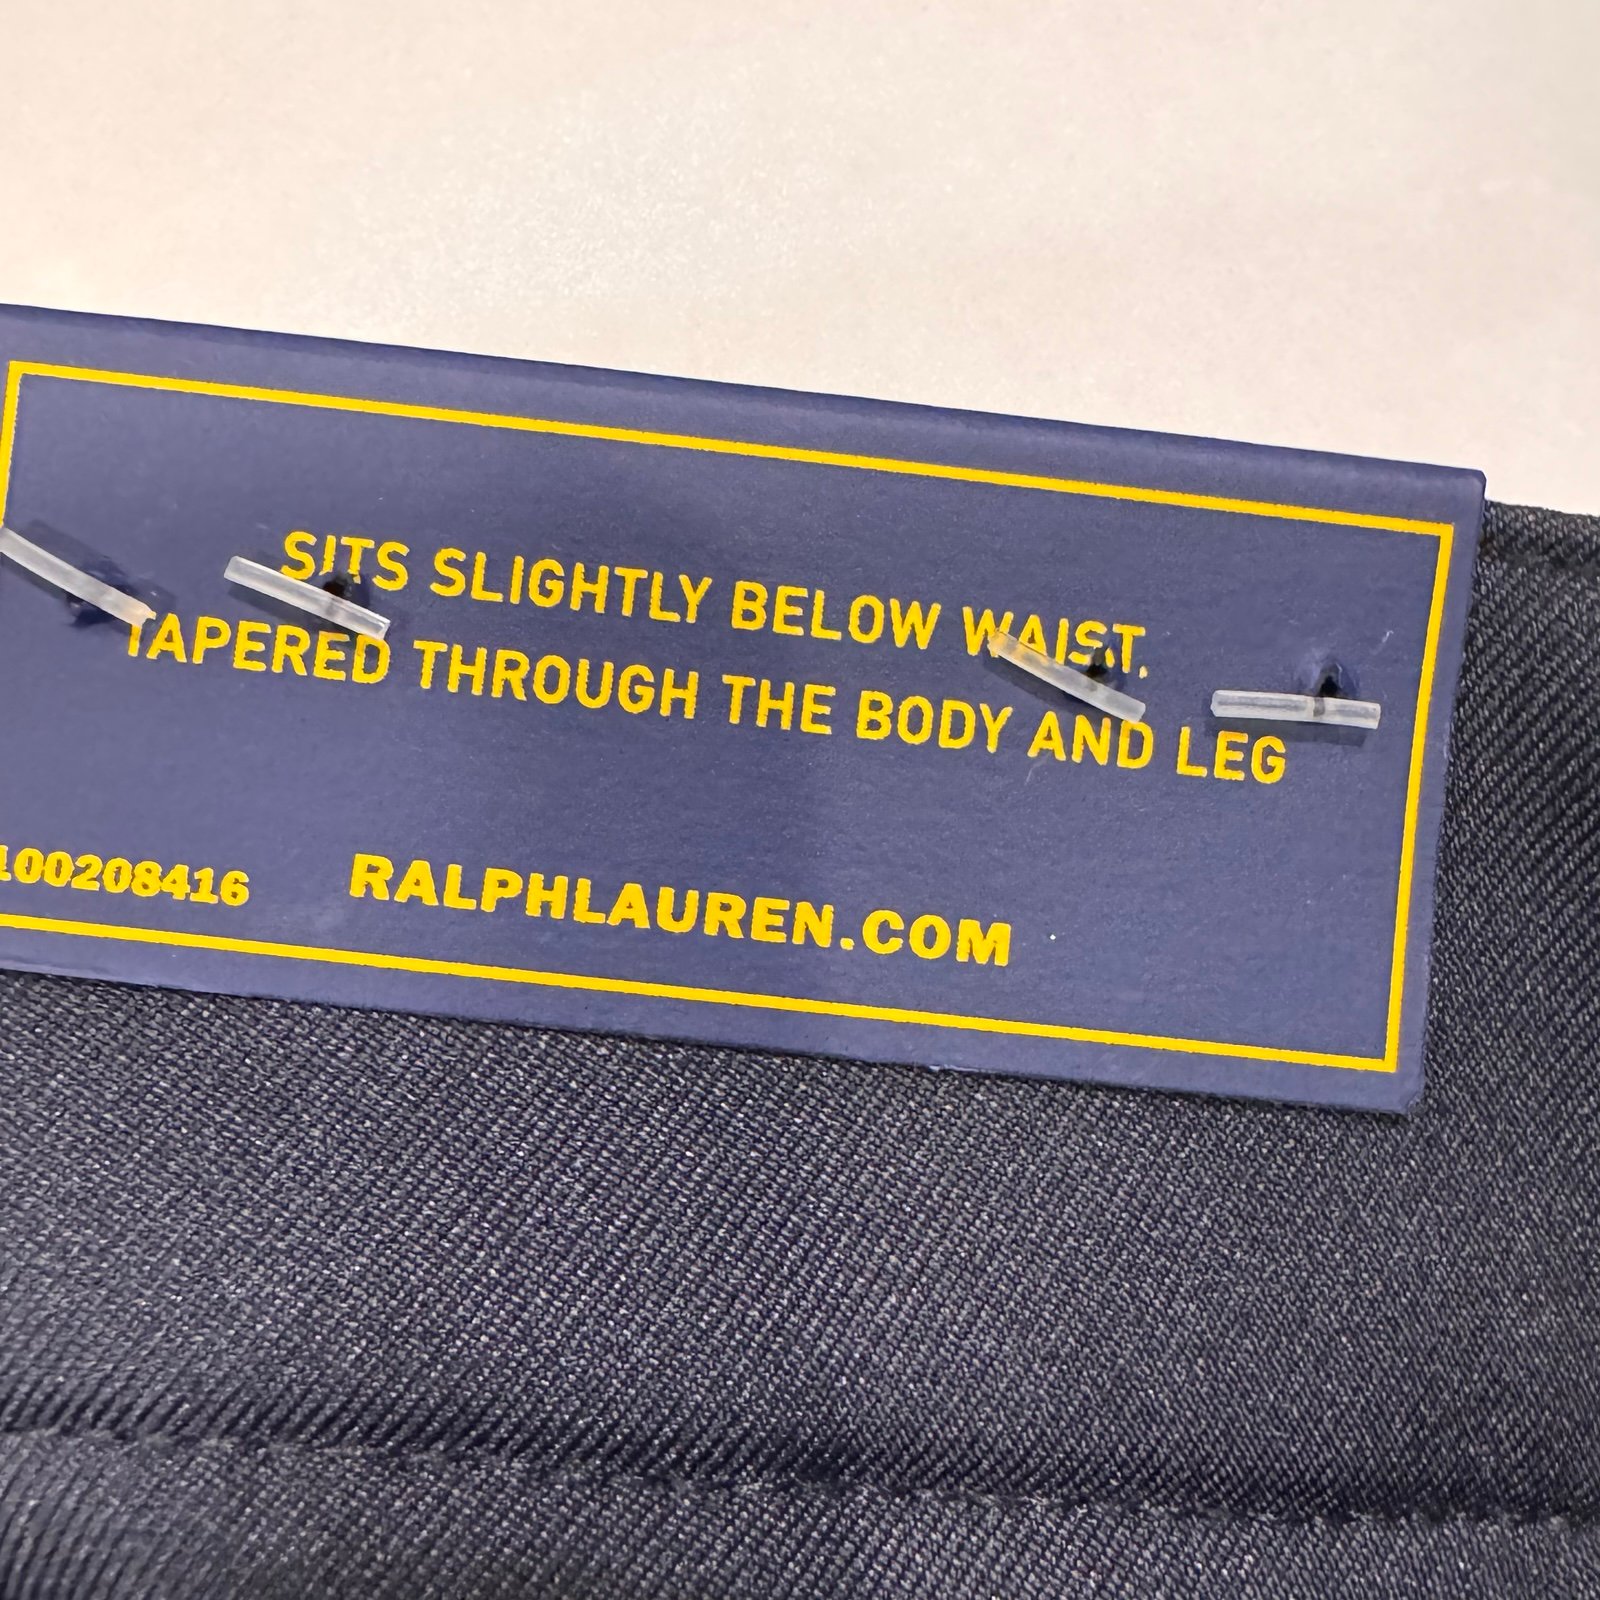 SITS SLIGHTLY BELOW WAIST.
TAPERED THROUGH THE BODY AND LEG
100208416 RALPHLAUREN.COM